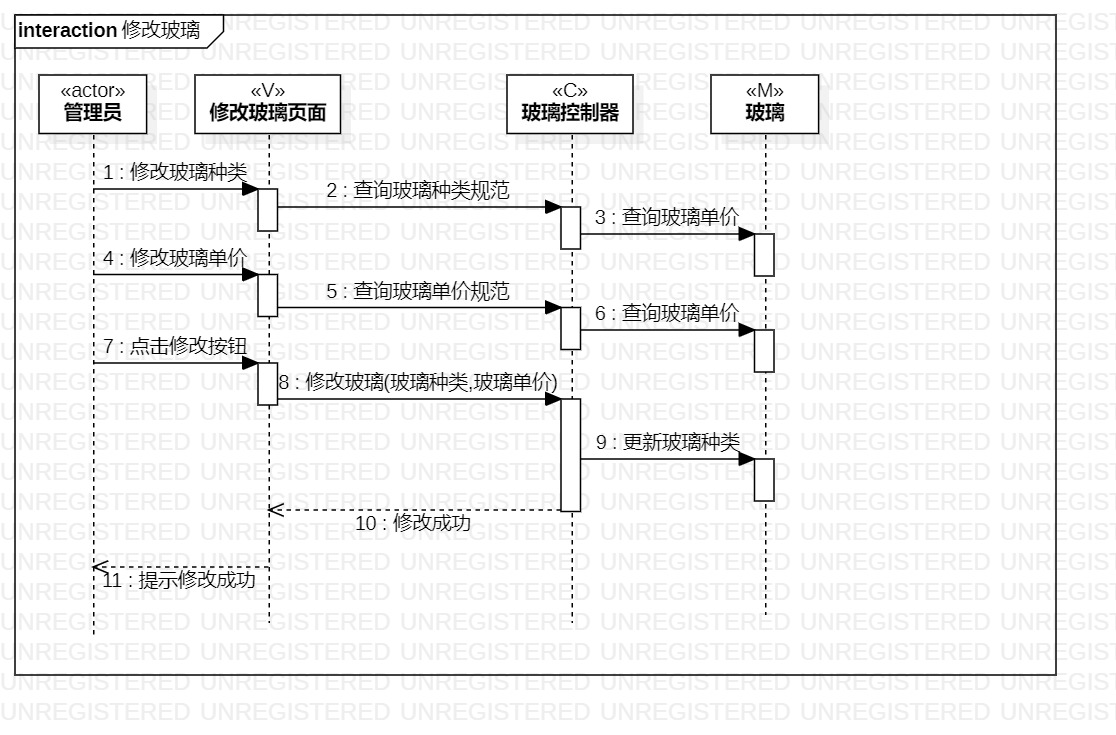 interaction 修改玻璃
«actor»
管理员
«V»
修改玻璃页面
«C»
玻璃控制器
«M»
玻璃
1 : 修改玻璃种类
2 : 查询玻璃种类规范
3 : 查询玻璃单价
4 : 修改玻璃单价
5 : 查询玻璃单价规范
6 : 查询玻璃单价
7 : 点击修改按钮
8 : 修改玻璃(玻璃种类,玻璃单价)
9 : 更新玻璃种类
10 : 修改成功
11 : 提示修改成功
UNREGISTERED UNREGISTERED UNREGISTERED UNREGISTERED UNREGISTERED